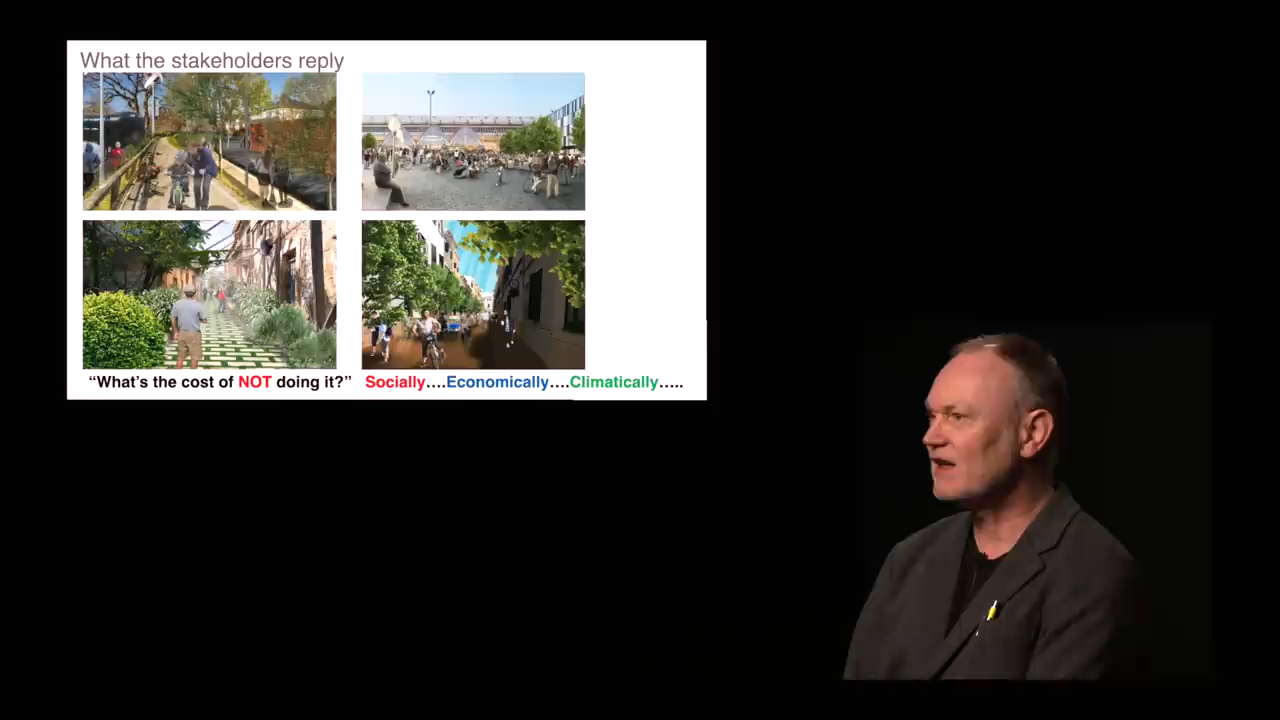 What the stakeholders reply
“What’s the cost of NOT doing it?” Socially….Economically….Climatically…..